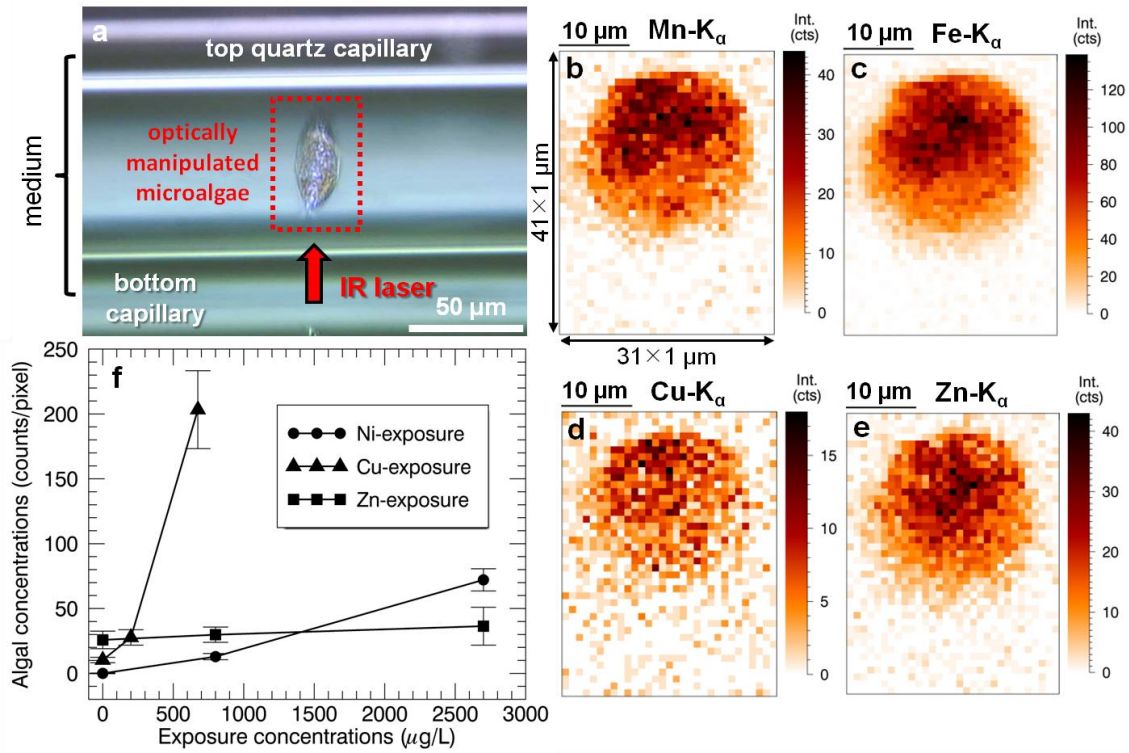 a
top quartz capillary
optically
manipulated
microalgae
medium
bottom
capillary
IR laser
50 µm
10 µm
Mn-Kα
Int.
(cts)
b
40
30
20
10
0
41×1 µm
31×1 µm
10 µm
Fe-Kα
Int.
(cts)
c
120
100
80
60
40
20
0
10 µm
Cu-Kα
Int.
(cts)
d
15
10
5
0
10 µm
Zn-Kα
Int.
(cts)
e
40
30
20
10
0
f
Algal concentrations (counts/pixel)
250
200
150
100
50
0
Ni-exposure
Cu-exposure
Zn-exposure
0 500 1000 1500 2000 2500 3000
Exposure concentrations (µg/L)